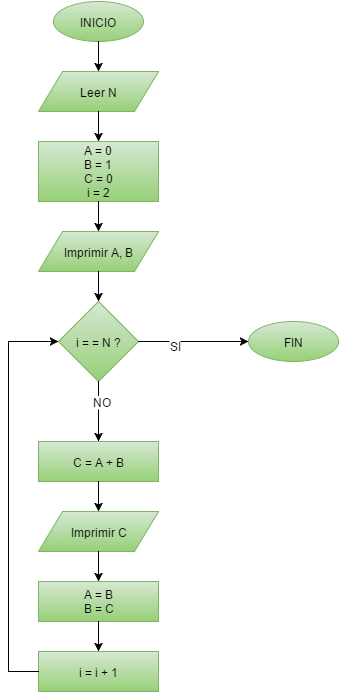 INICIO
Leer N
A = 0
B = 1
C = 0
i = 2
Imprimir A, B
i = = N ?
SI
FIN
NO
C = A + B
Imprimir C
A = B
B = C
i = i + 1